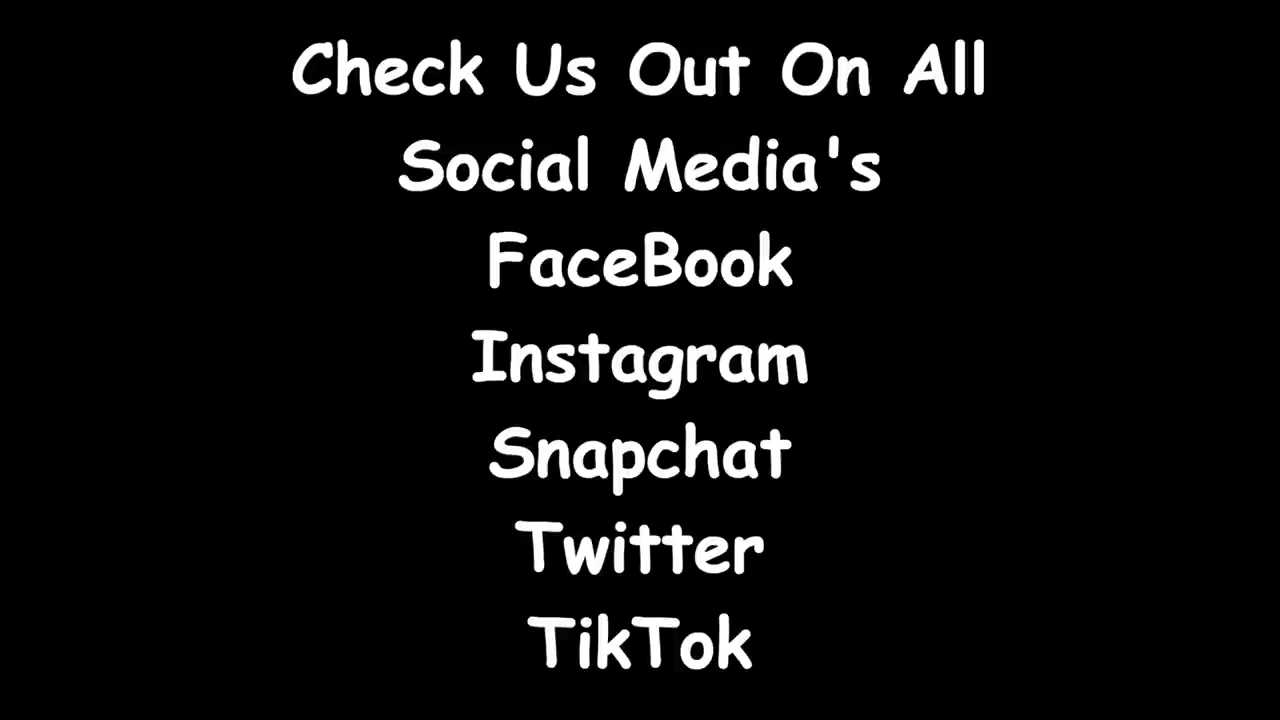 Check Us Out On All
Social Media's
FaceBook
Instagram
Snapchat
Twitter
TikTok